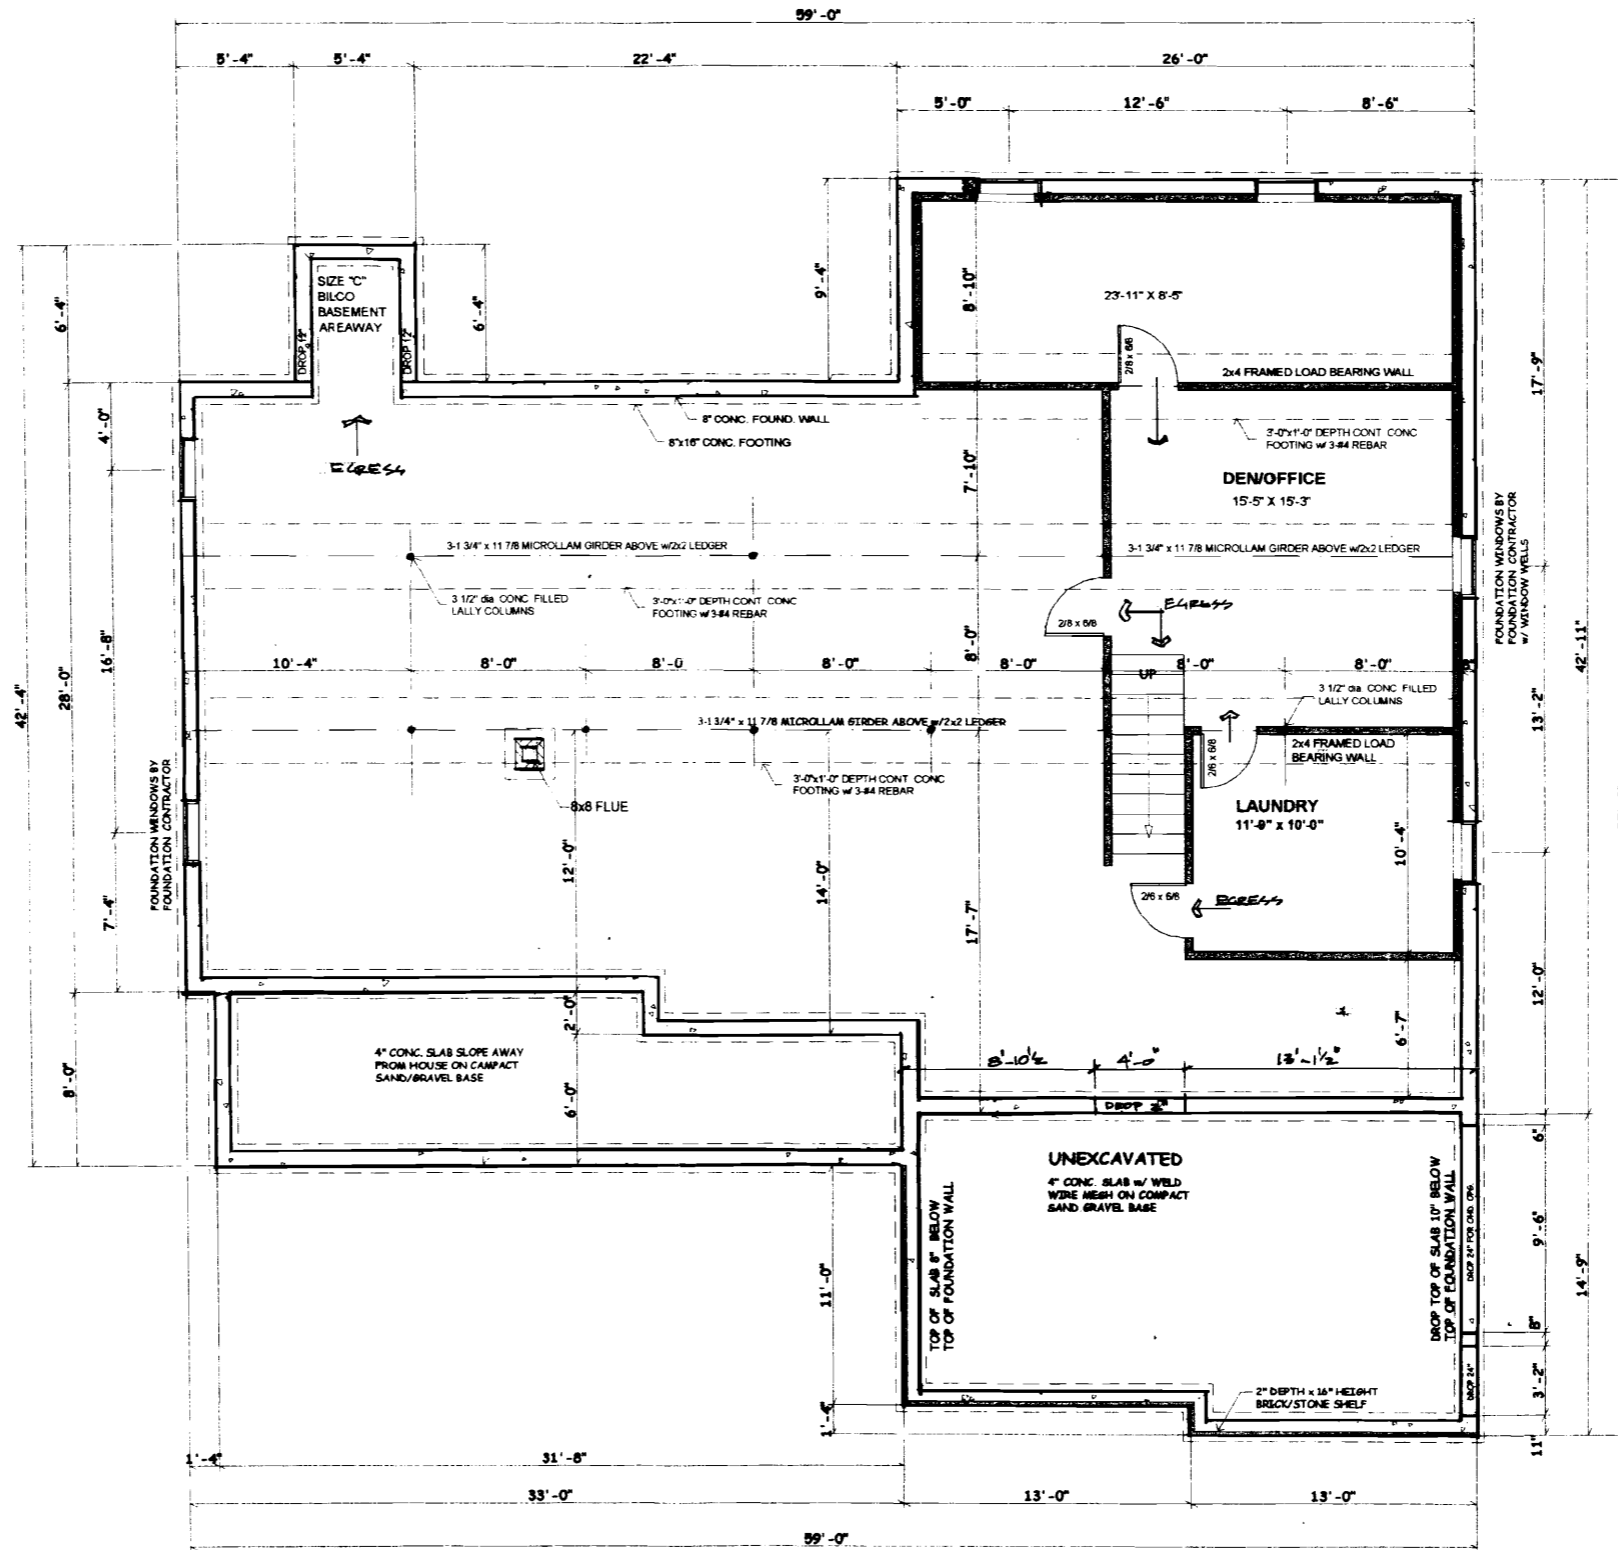 59'-0"
5'-4" 5'-4" 22'-4" 26'-0"
5'-0" 12'-6" 8'-6"
9'-4"
6'-4"
6'-4"
SIZE "C"
BILCO
BASEMENT
AREAWAY
DROP 12"
DROP 12"
8'-10"
23'-11" X 8'-5"
2/8 x 6/8
2x4 FRAMED LOAD BEARING WALL
17'-9"
4'-0"
8" CONC. FOUND. WALL
8"x16" CONC. FOOTING
EGRESS
7'-10"
3'-0"x1'-0" DEPTH CONT CONC
FOOTING w/ 3-#4 REBAR
DEN/OFFICE
15'-5" X 15'-3"
FOUNDATION WINDOWS BY
FOUNDATION CONTRACTOR
w/ WINDOW WELLS
3-1 3/4" x 11 7/8 MICROLLAM GIRDER ABOVE w/2x2 LEDGER
3-1 3/4" x 11 7/8 MICROLLAM GIRDER ABOVE w/2x2 LEDGER
3 1/2" dia CONC FILLED
LALLY COLUMNS
3'-0"x1'-0" DEPTH CONT CONC
FOOTING w/ 3-#4 REBAR
2/8 x 6/8
EGRESS
42'-11"
16'-8"
28'-0"
42'-4"
10'-4" 8'-0" 8'-0 8'-0" 8'-0" 8'-0" 8'-0"
8'-0"
8"
UP
3 1/2" dia CONC FILLED
LALLY COLUMNS
13'-2"
3-1 3/4" x 11 7/8 MICROLLAM GIRDER ABOVE w/2x2 LEDGER
2x4 FRAMED LOAD
BEARING WALL
2/6 x 6/8
3'-0"x1'-0" DEPTH CONT CONC
FOOTING w/ 3-#4 REBAR
8x8 FLUE
LAUNDRY
11'-9" x 10'-0"
FOUNDATION WINDOWS BY
FOUNDATION CONTRACTOR
12'-0"
14'-0"
10'-4"
7'-4"
17'-7"
2/6 x 6/8
EGRESS
12'-0"
2'-0"
6'-7"
4" CONC. SLAB SLOPE AWAY
FROM HOUSE ON CAMPACT
SAND/GRAVEL BASE
8'-10 1/2 4'-0" 13'-1 1/2"
8'-0"
6'-0"
DROP 2"
6"
UNEXCAVATED
4" CONC. SLAB w/ WELD
WIRE MESH ON COMPACT
SAND GRAVEL BASE
TOP OF SLAB 8" BELOW
TOP OF FOUNDATION WALL
DROP TOP OF SLAB 10" BELOW
TOP OF FOUNDATION WALL
DROP 24" FOR OHD. OPG.
9'-6"
11'-0"
14'-9"
8"
DROP 24"
3'-2"
2" DEPTH x 16" HEIGHT
BRICK/STONE SHELF
1'-4"
11"
1'-4" 31'-8"
33'-0" 13'-0" 13'-0"
59'-0"